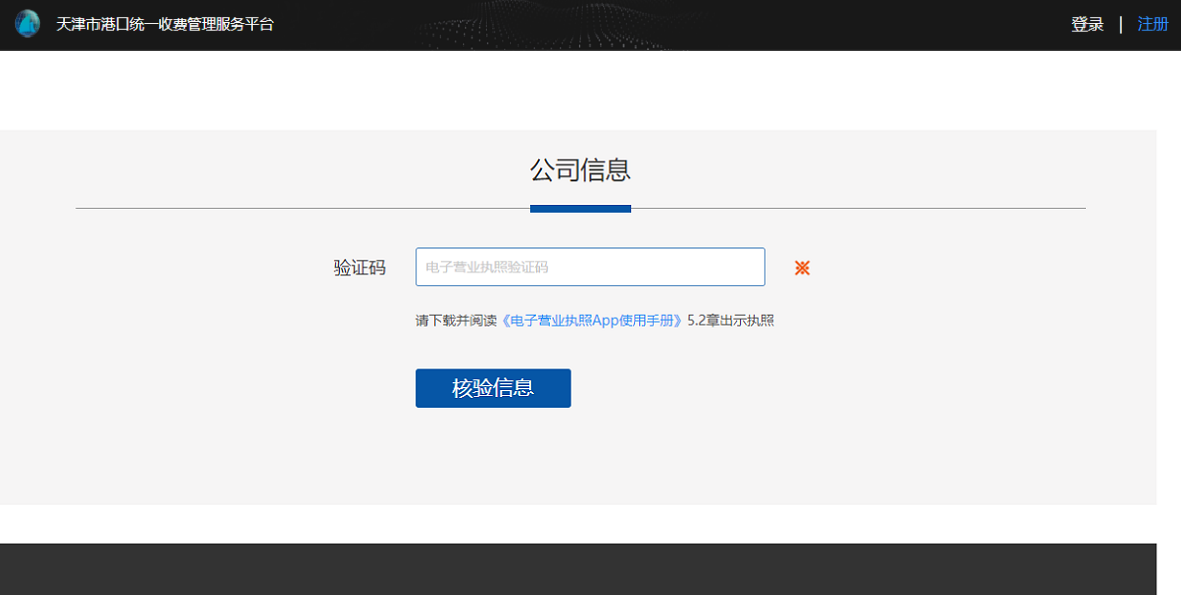 天津市港口统一收费管理服务平台
登录 | 注册
公司信息
验证码 电子营业执照验证码 ※
请下载并阅读《电子营业执照App使用手册》5.2章出示执照
核验信息